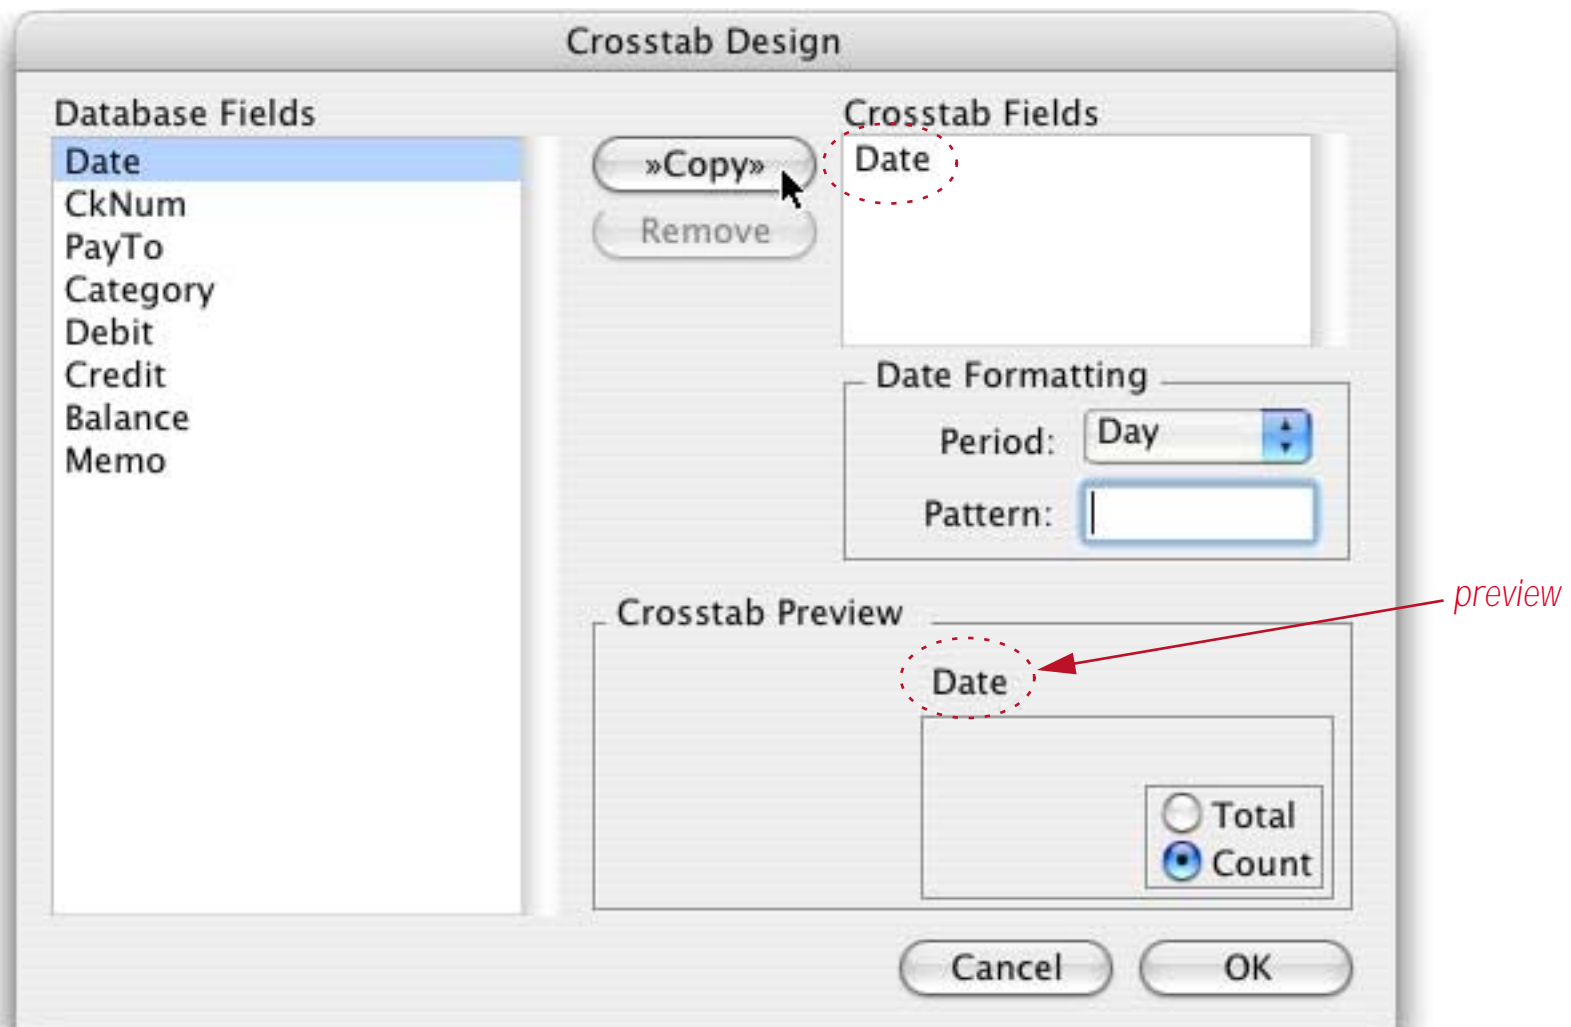 Crosstab Design
Database Fields
Date
CkNum
PayTo
Category
Debit
Credit
Balance
Memo
»Copy»
Remove
Crosstab Fields
Date
Date Formatting
Period: Day
Pattern:
Crosstab Preview
Date
Total
Count
preview
Cancel
OK